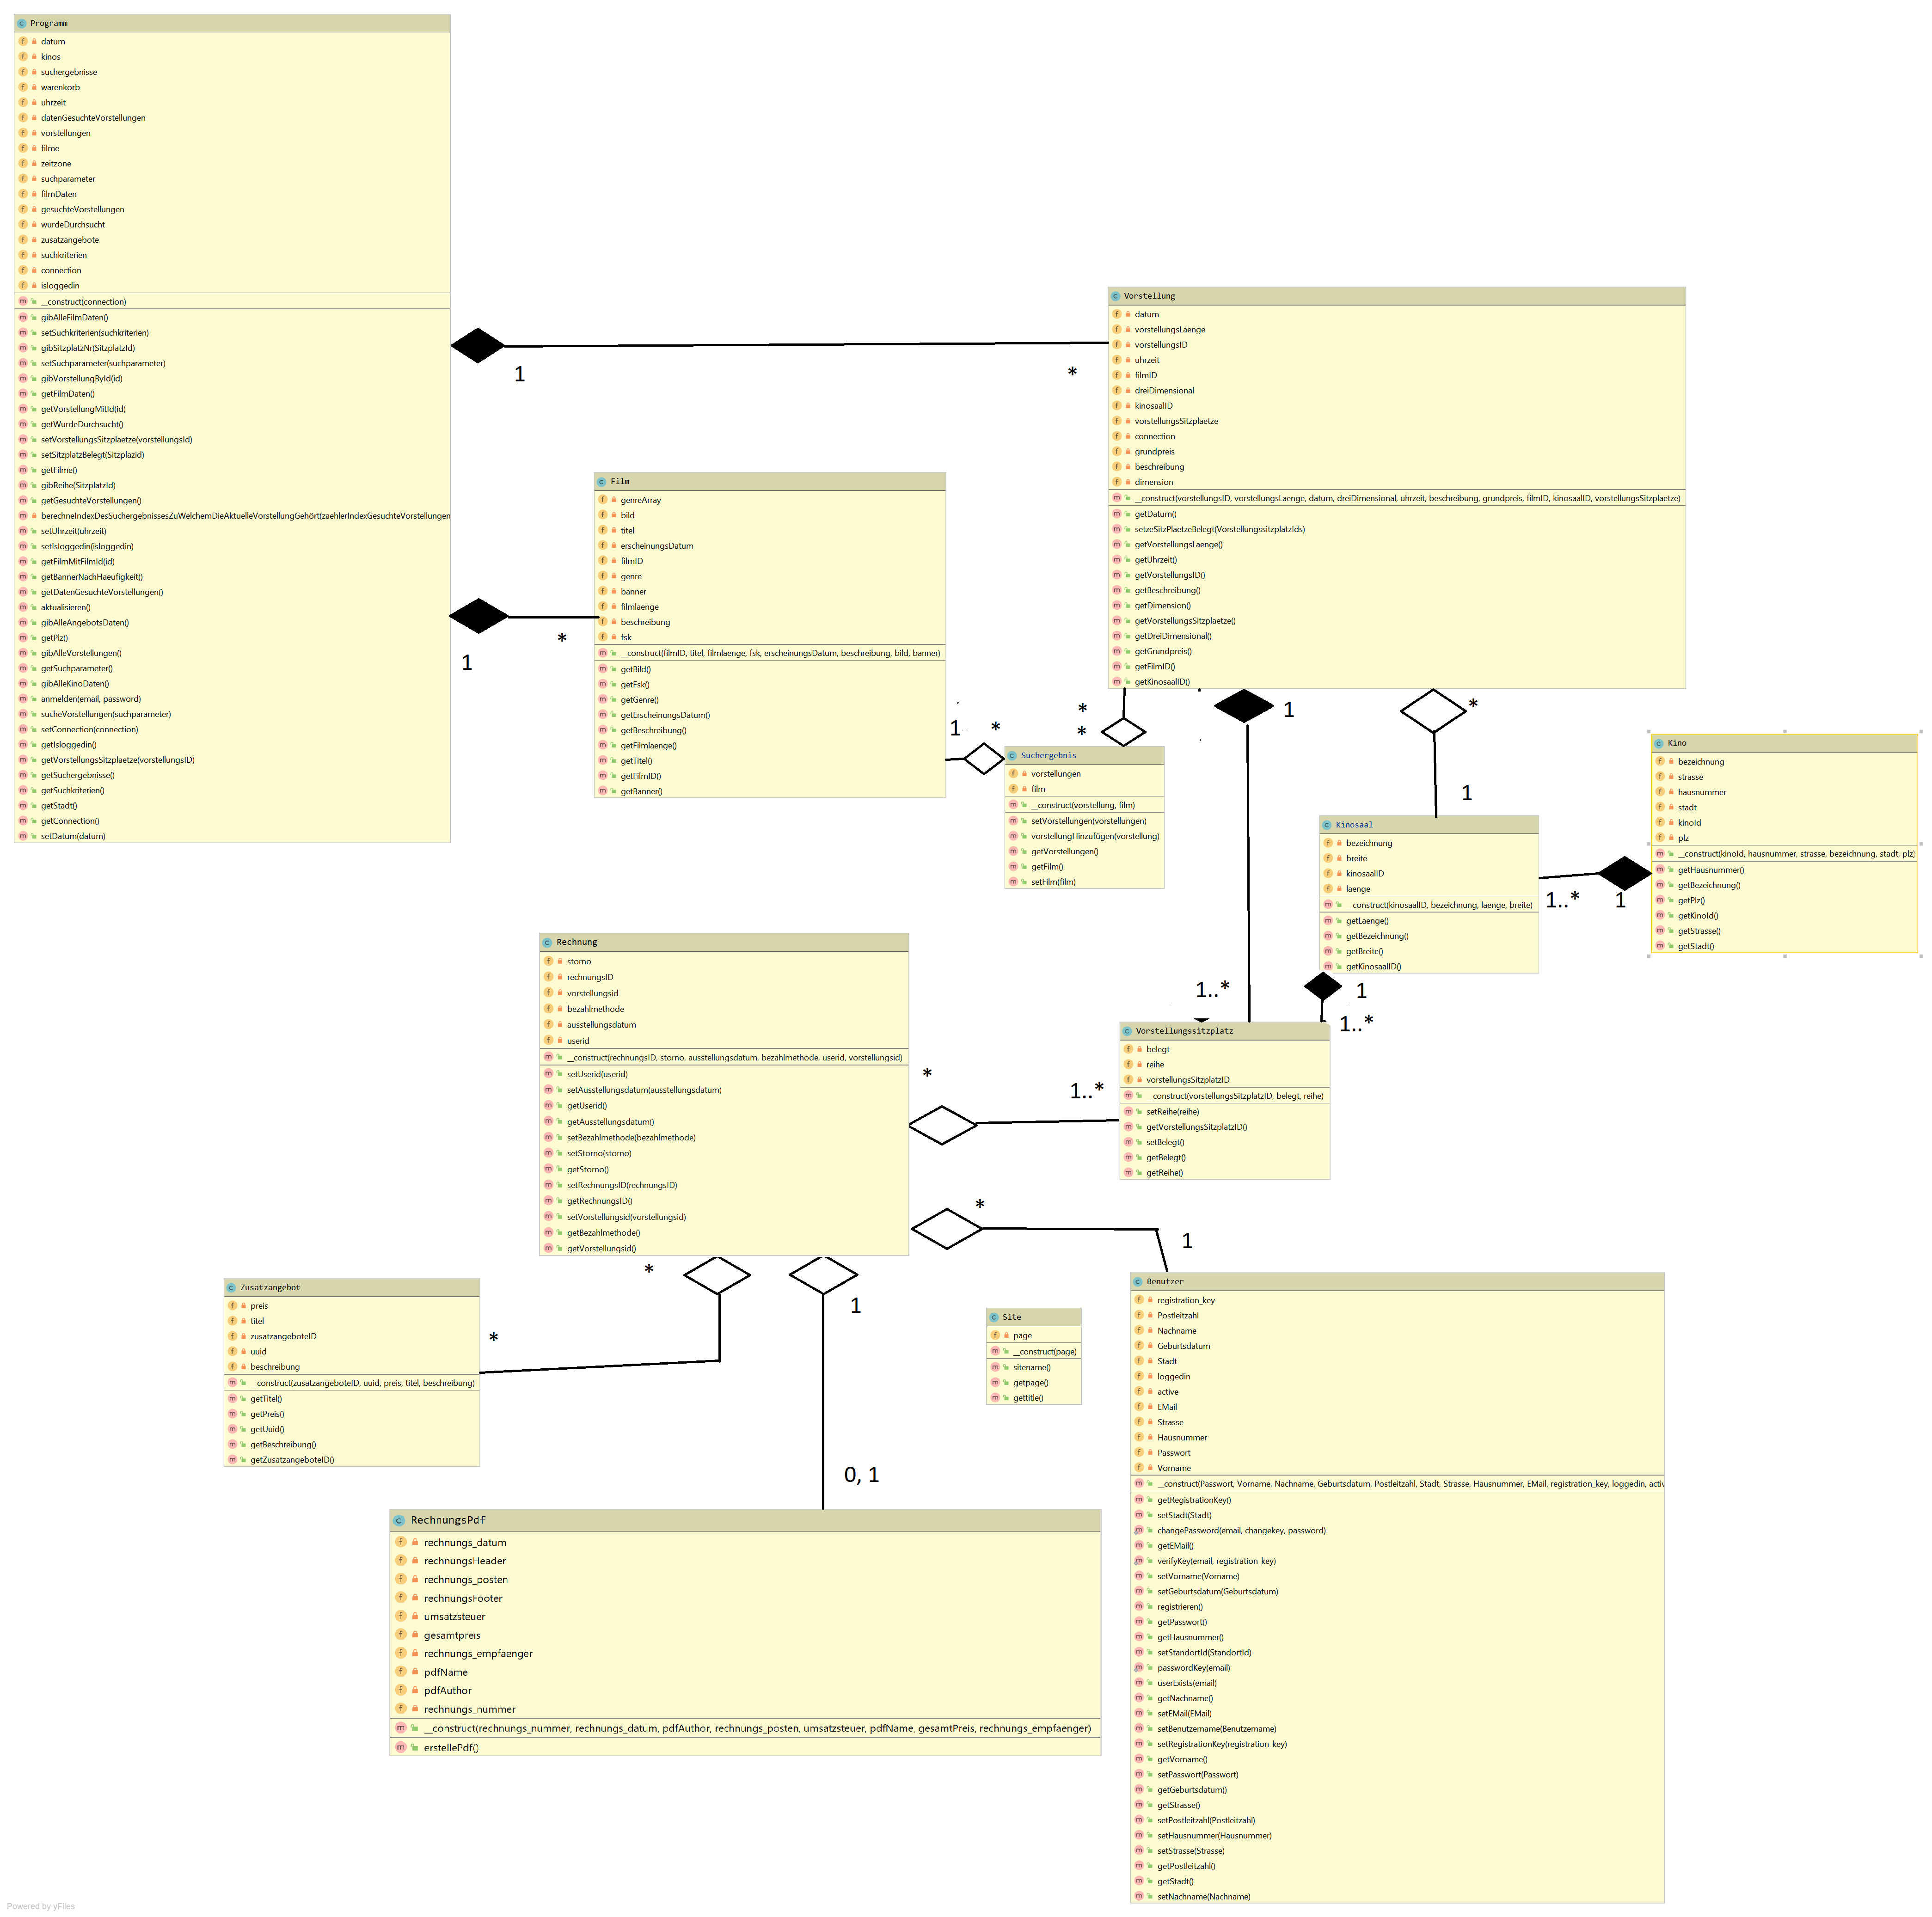 Programm
datum
kinos
suchergebnisse
warenkorb
uhrzeit
datenGesuchteVorstellungen
vorstellungen
filme
zeitzone
suchparameter
filmDaten
gesuchteVorstellungen
wurdeDurchsucht
zusatzangebote
suchkriterien
connection
isloggedin
__construct(connection)
gibAlleFilmDaten()
setSuchkriterien(suchkriterien)
gibSitzplatzNr(SitzplatzId)
setSuchparameter(suchparameter)
gibVorstellungById(id)
getFilmDaten()
getVorstellungMitId(id)
getWurdeDurchsucht()
setVorstellungsSitzplaetze(vorstellungsId)
setSitzplatzBelegt(Sitzplazid)
getFilme()
gibReihe(SitzplatzId)
getGesuchteVorstellungen()
berechneIndexDesSuchergebnissesZuWelchemDieAktuelleVorstellungGehört(zaehlerIndexGesuchteVorstellungen
setUhrzeit(uhrzeit)
setIsloggedin(isloggedin)
getFilmMitFilmId(id)
getBannerNachHaeufigkeit()
getDatenGesuchteVorstellungen()
aktualisieren()
gibAlleAngebotsDaten()
getPlz()
gibAlleVorstellungen()
getSuchparameter()
gibAlleKinoDaten()
anmelden(email, password)
sucheVorstellungen(suchparameter)
setConnection(connection)
getIsloggedin()
getVorstellungsSitzplaetze(vorstellungsID)
getSuchergebnisse()
getSuchkriterien()
getStadt()
getConnection()
setDatum(datum)
1
*
1
*
Vorstellung
datum
vorstellungsLaenge
vorstellungsID
uhrzeit
filmID
dreiDimensional
kinosaalID
vorstellungsSitzplaetze
connection
grundpreis
beschreibung
dimension
__construct(vorstellungsID, vorstellungsLaenge, datum, dreiDimensional, uhrzeit, beschreibung, grundpreis, filmID, kinosaalID, vorstellungsSitzplaetze)
getDatum()
setzeSitzPlaetzeBelegt(VorstellungssitzplatzIds)
getVorstellungsLaenge()
getUhrzeit()
getVorstellungsID()
getBeschreibung()
getDimension()
getVorstellungsSitzplaetze()
getDreiDimensional()
getGrundpreis()
getFilmID()
getKinosaalID()
Film
genreArray
bild
titel
erscheinungsDatum
filmID
genre
banner
filmlaenge
beschreibung
fsk
__construct(filmID, titel, filmlaenge, fsk, erscheinungsDatum, beschreibung, bild, banner)
getBild()
getFsk()
getGenre()
getErscheinungsDatum()
getBeschreibung()
getFilmlaenge()
getTitel()
getFilmID()
getBanner()
1 *
*
*
1
*
1
Suchergebnis
vorstellungen
film
__construct(vorstellung, film)
setVorstellungen(vorstellungen)
vorstellungHinzufügen(vorstellung)
getVorstellungen()
getFilm()
setFilm(film)
Kinosaal
bezeichnung
breite
kinosaalID
laenge
__construct(kinosaalID, bezeichnung, laenge, breite)
getLaenge()
getBezeichnung()
getBreite()
getKinosaalID()
1..* 1
Kino
bezeichnung
strasse
hausnummer
stadt
kinoId
plz
__construct(kinoId, hausnummer, strasse, bezeichnung, stadt, plz)
getHausnummer()
getBezeichnung()
getPlz()
getKinoId()
getStrasse()
getStadt()
1..*
1
1..*
Rechnung
storno
rechnungsID
vorstellungsid
bezahlmethode
ausstellungsdatum
userid
__construct(rechnungsID, storno, ausstellungsdatum, bezahlmethode, userid, vorstellungsid)
setUserid(userid)
setAusstellungsdatum(ausstellungsdatum)
getUserid()
getAusstellungsdatum()
setBezahlmethode(bezahlmethode)
setStorno(storno)
getStorno()
setRechnungsID(rechnungsID)
getRechnungsID()
setVorstellungsid(vorstellungsid)
getBezahlmethode()
getVorstellungsid()
*
1..*
Vorstellungssitzplatz
belegt
reihe
vorstellungsSitzplatzID
__construct(vorstellungsSitzplatzID, belegt, reihe)
setReihe(reihe)
getVorstellungsSitzplatzID()
setBelegt()
getBelegt()
getReihe()
*
1
*
1
*
0, 1
Zusatzangebot
preis
titel
zusatzangeboteID
uuid
beschreibung
__construct(zusatzangeboteID, uuid, preis, titel, beschreibung)
getTitel()
getPreis()
getUuid()
getBeschreibung()
getZusatzangeboteID()
Site
page
__construct(page)
sitename()
getpage()
gettitle()
Benutzer
registration_key
Postleitzahl
Nachname
Geburtsdatum
Stadt
loggedin
active
EMail
Strasse
Hausnummer
Passwort
Vorname
__construct(Passwort, Vorname, Nachname, Geburtsdatum, Postleitzahl, Stadt, Strasse, Hausnummer, EMail, registration_key, loggedin, activ
getRegistrationKey()
setStadt(Stadt)
changePassword(email, changekey, password)
getEMail()
verifyKey(email, registration_key)
setVorname(Vorname)
setGeburtsdatum(Geburtsdatum)
registrieren()
getPasswort()
getHausnummer()
setStandortId(StandortId)
passwordKey(email)
userExists(email)
getNachname()
setEMail(EMail)
setBenutzername(Benutzername)
setRegistrationKey(registration_key)
getVorname()
setPasswort(Passwort)
getGeburtsdatum()
getStrasse()
setPostleitzahl(Postleitzahl)
setHausnummer(Hausnummer)
setStrasse(Strasse)
getPostleitzahl()
getStadt()
setNachname(Nachname)
RechnungsPdf
rechnungs_datum
rechnungsHeader
rechnungs_posten
rechnungsFooter
umsatzsteuer
gesamtpreis
rechnungs_empfaenger
pdfName
pdfAuthor
rechnungs_nummer
__construct(rechnungs_nummer, rechnungs_datum, pdfAuthor, rechnungs_posten, umsatzsteuer, pdfName, gesamtPreis, rechnungs_empfaenger)
erstellePdf()
Powered by yFiles